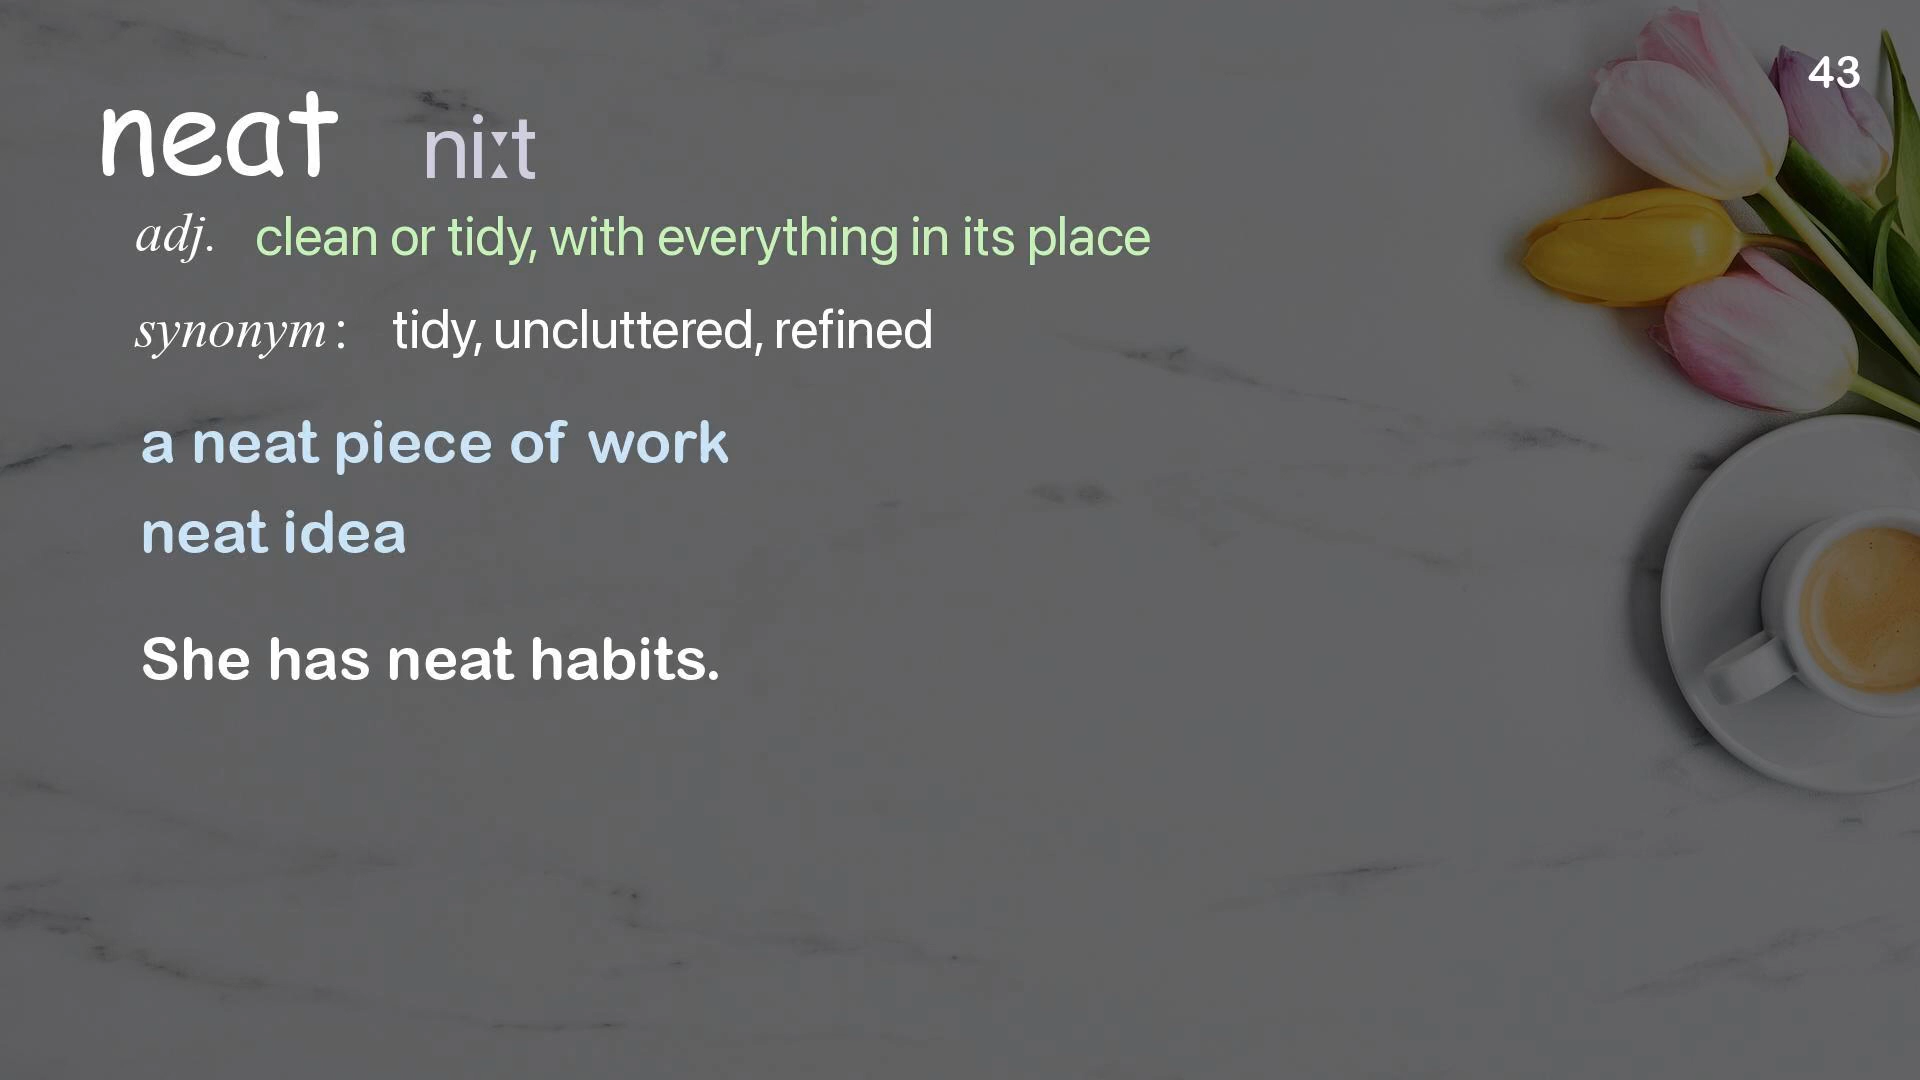 43
neat niːt
adj. clean or tidy, with everything in its place
synonym: tidy, uncluttered, refined
a neat piece of work
neat idea
She has neat habits.